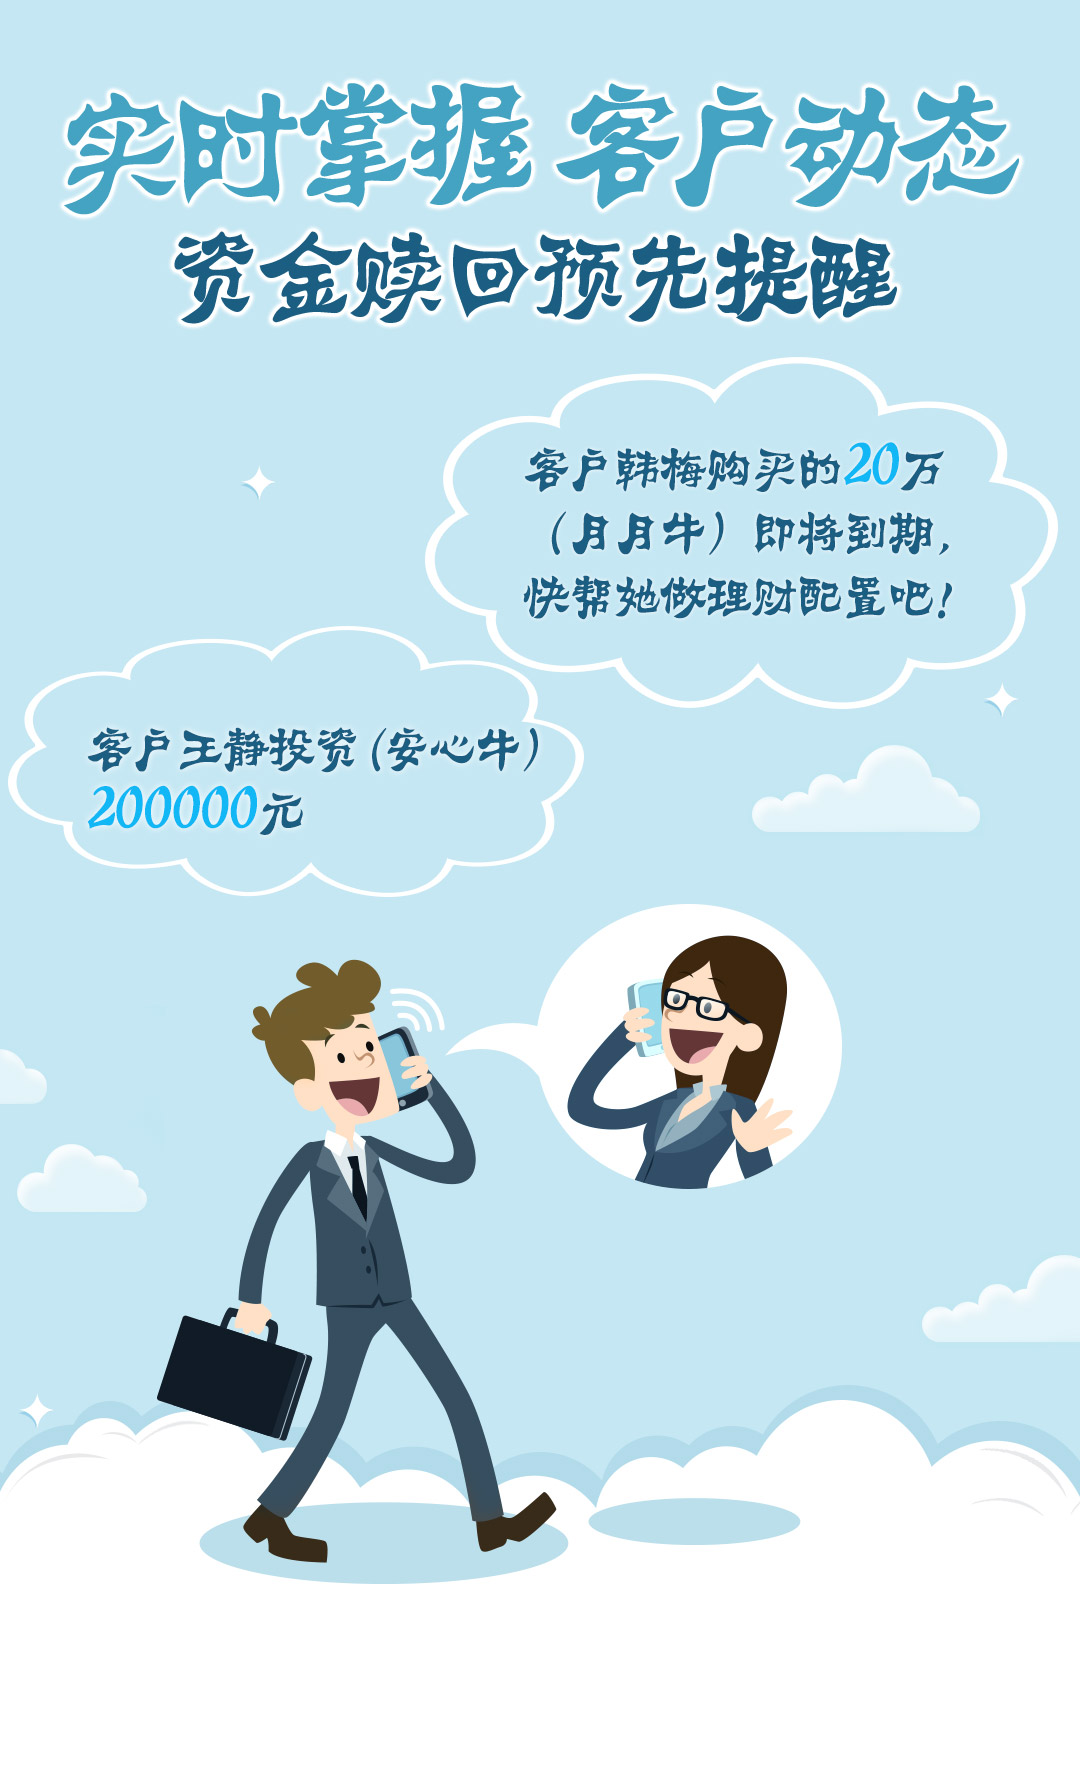 实时掌握 客户动态
资金赎回预先提醒
客户韩梅购买的20万
（月月牛）即将到期，
快帮她做理财配置吧！
客户王静投资（安心牛）
200000元